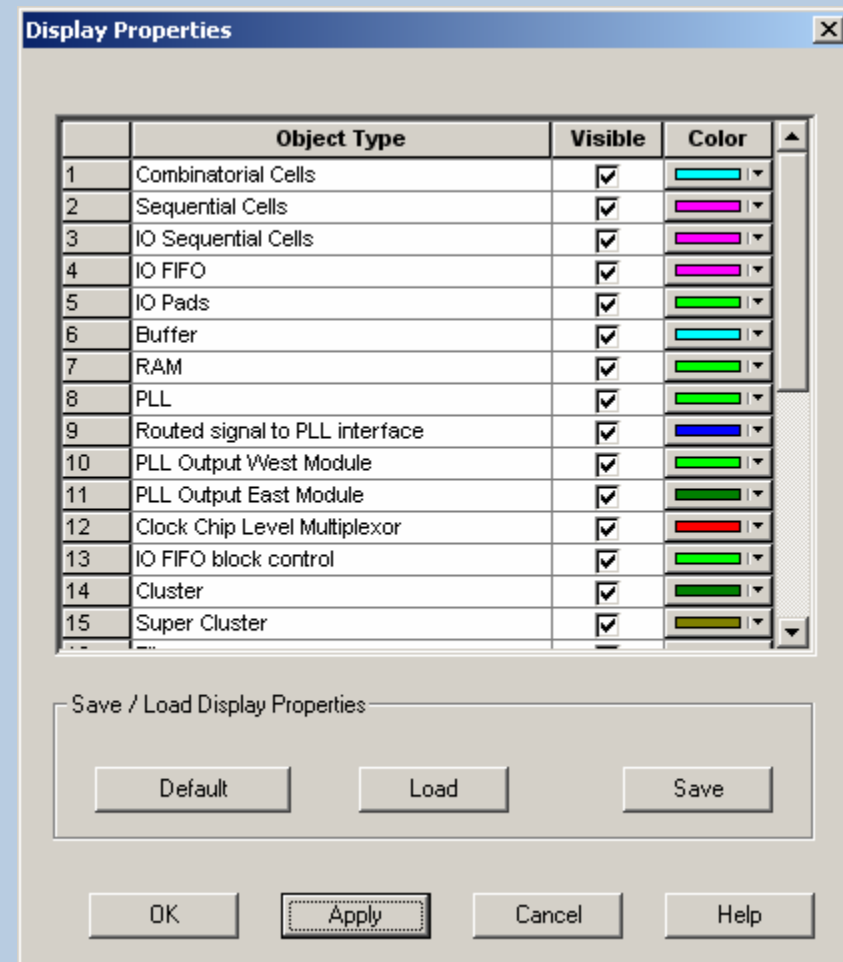 Display Properties
Object Type Visible Color
1 Combinatorial Cells
2 Sequential Cells
3 IO Sequential Cells
4 IO FIFO
5 IO Pads
6 Buffer
7 RAM
8 PLL
9 Routed signal to PLL interface
10 PLL Output West Module
11 PLL Output East Module
12 Clock Chip Level Multiplexor
13 IO FIFO block control
14 Cluster
15 Super Cluster
Save / Load Display Properties
Default Load Save
OK Apply Cancel Help